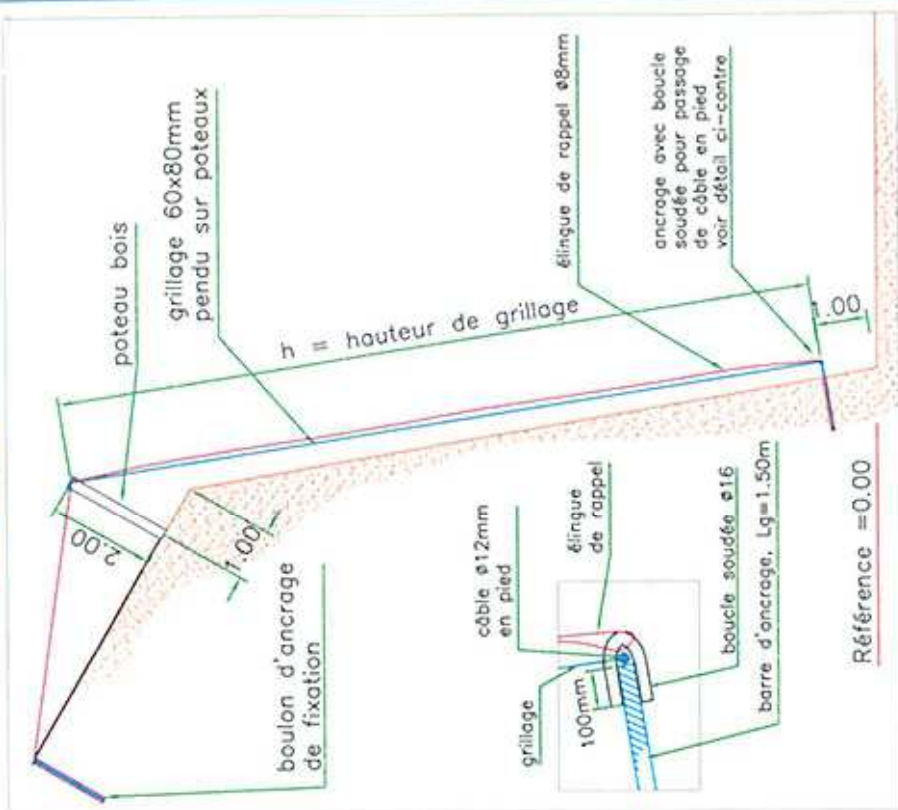 poteau bois
grillage 60x80mm
pendu sur poteaux
h = hauteur de grillage
élingue de rappel ø8mm
ancrage avec boucle
soudée pour passage
de câble en pied
voir détail ci-contre
2.00
1.00
boulon d'ancrage
de fixation
câble ø12mm
en pied
élingue
de rappel
grillage
100mm
boucle soudée ø16
barre d'ancrage, Lg=1.50m
Référence =0.00